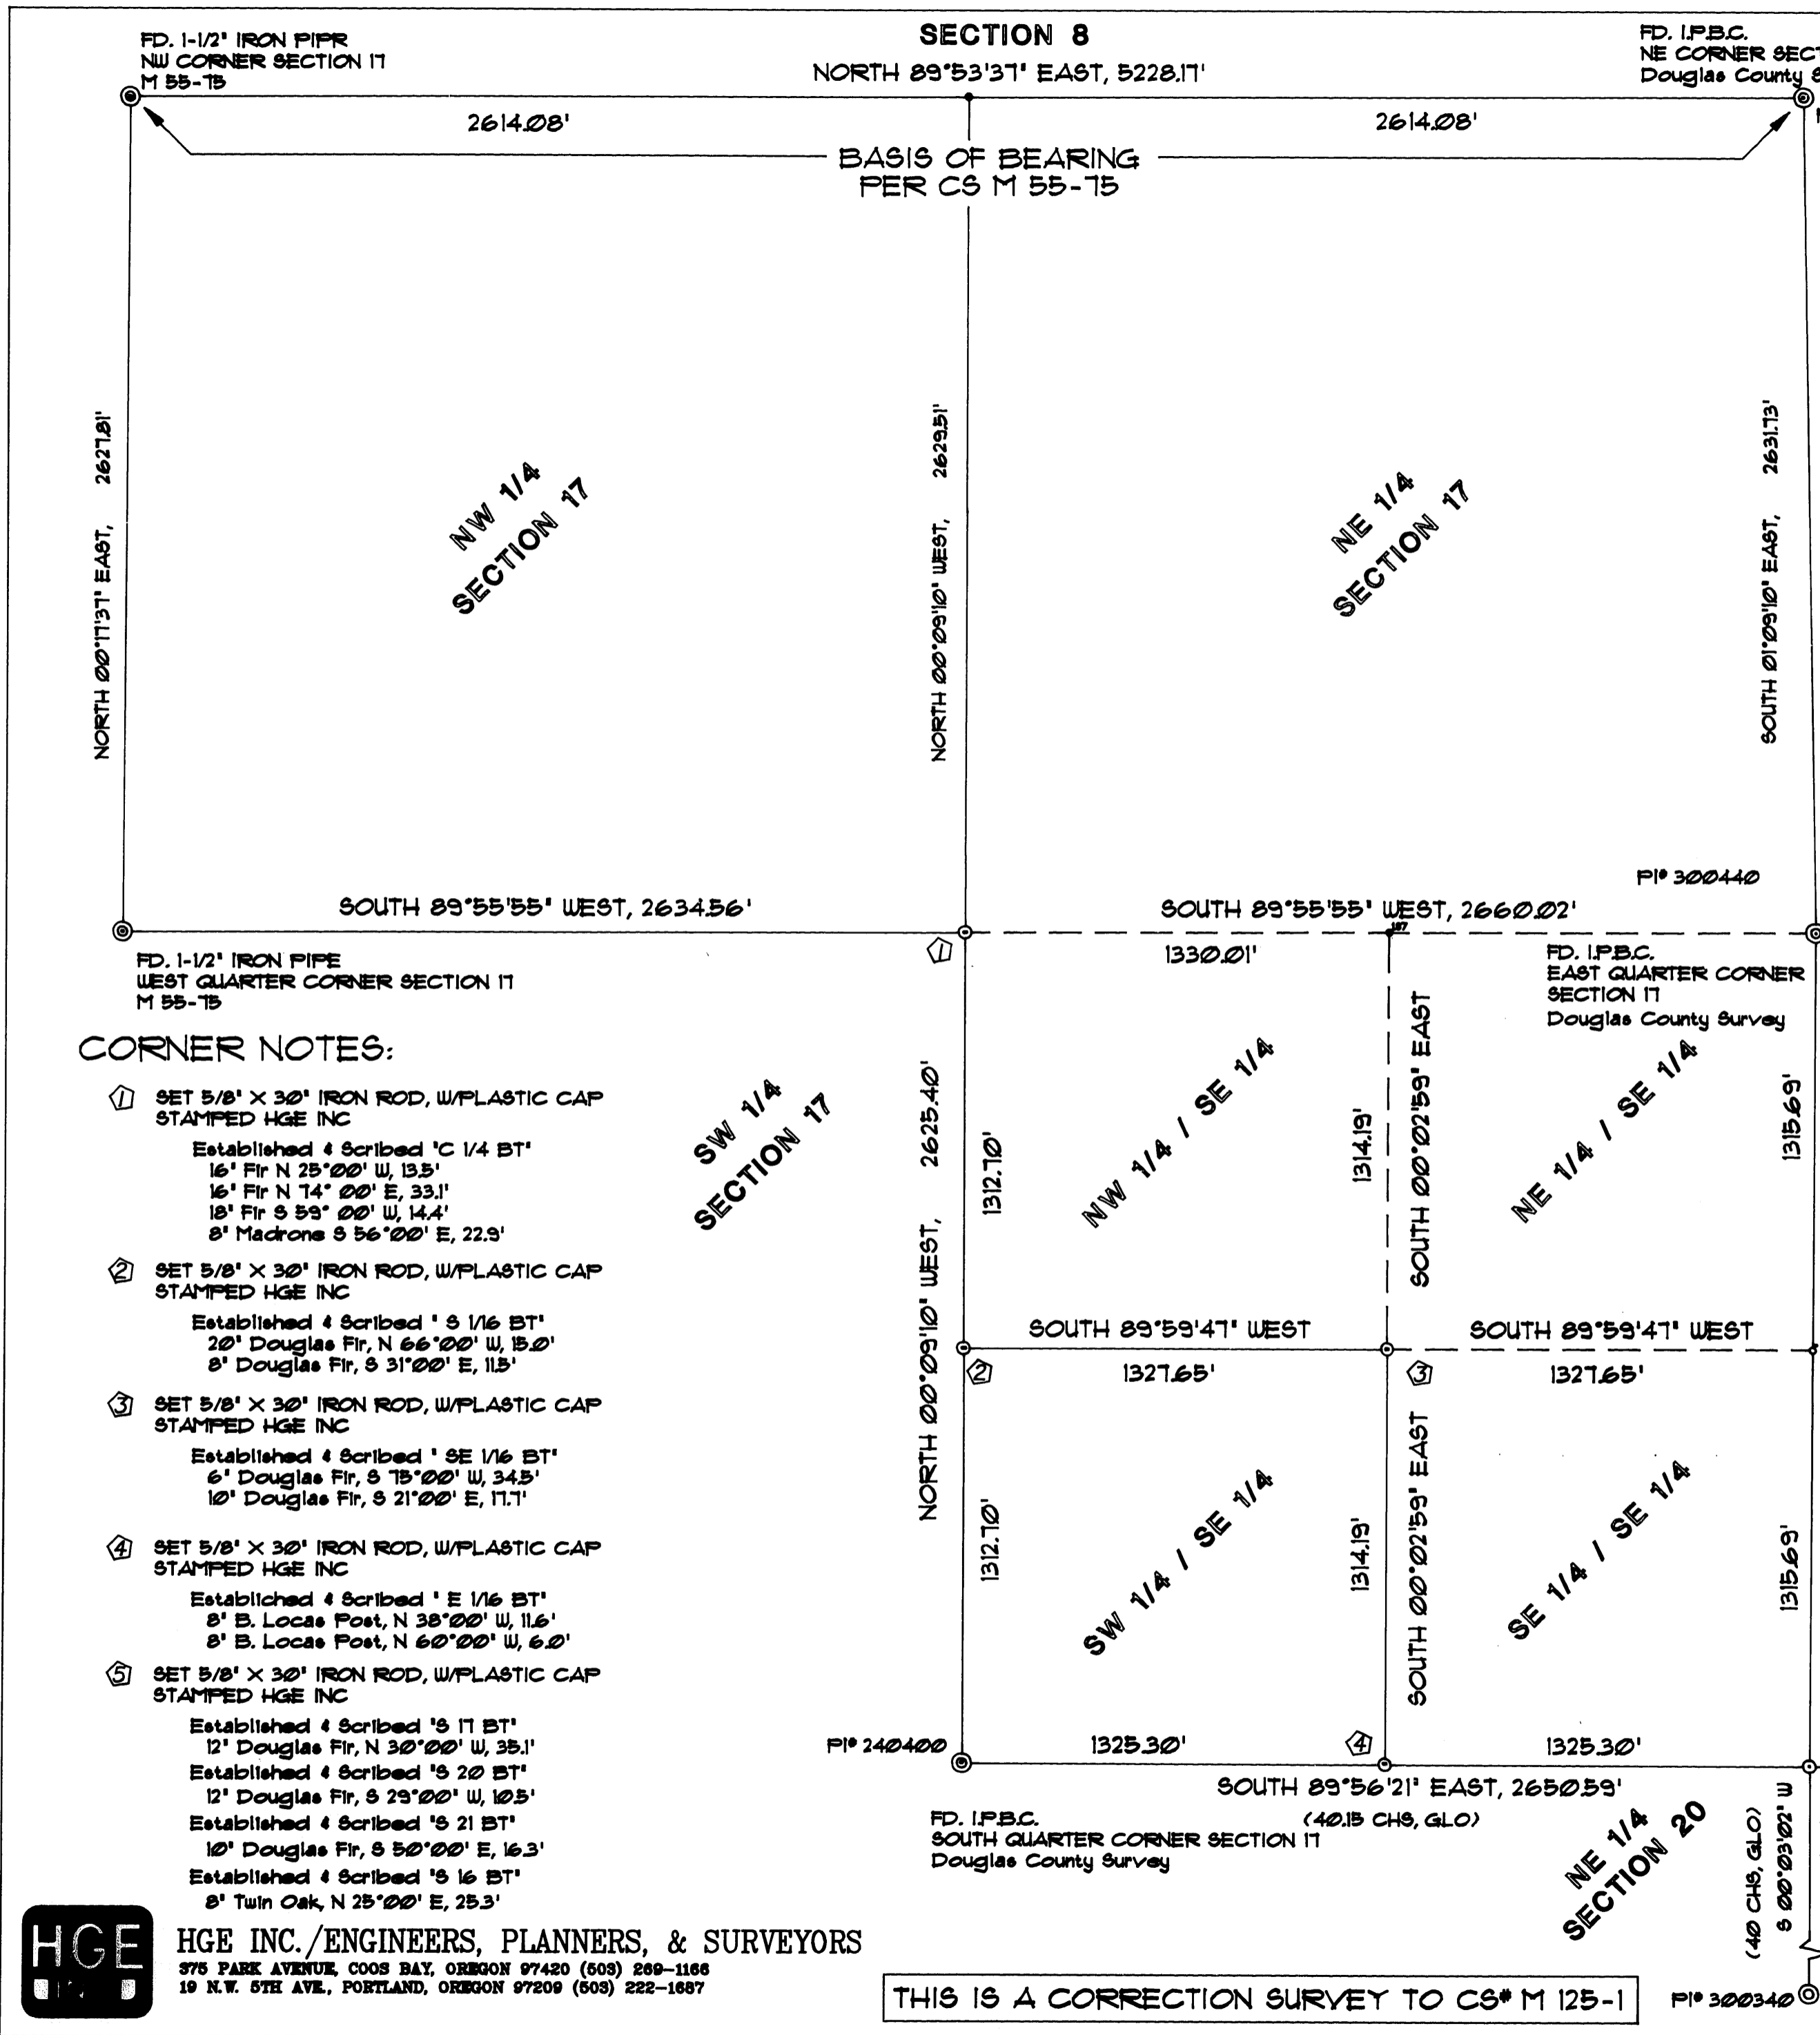 SECTION 8
NORTH 89°53'37" EAST, 5228.17'
FD. 1-1/2" IRON PIPR
NW CORNER SECTION 17
M 55-75
FD. I.P.B.C.
NE CORNER SECT
Douglas County S
2614.08'
2614.08'
BASIS OF BEARING
PER CS M 55-75
NORTH 00°17'37" EAST, 2627.81'
NW 1/4
SECTION 17
NORTH 00°09'10" WEST, 2629.51'
NE 1/4
SECTION 17
SOUTH 01°09'10" EAST, 2631.73'
PI# 300440
SOUTH 89°55'55" WEST, 2634.56'
SOUTH 89°55'55" WEST, 2660.02'
1
187
1330.01'
FD. 1-1/2" IRON PIPE
WEST QUARTER CORNER SECTION 17
M 55-75
FD. I.P.B.C.
EAST QUARTER CORNER
SECTION 17
Douglas County Survey
CORNER NOTES:
1 SET 5/8" X 30" IRON ROD, W/PLASTIC CAP
STAMPED HGE INC
Established & Scribed "C 1/4 BT"
16" Fir N 25°00' W, 13.5'
16" Fir N 74° 00' E, 33.1'
18" Fir S 59° 00' W, 14.4'
8" Madrone S 56°00' E, 22.9'
2 SET 5/8" X 30" IRON ROD, W/PLASTIC CAP
STAMPED HGE INC
Established & Scribed " S 1/16 BT"
20" Douglas Fir, N 66°00' W, 15.0'
8" Douglas Fir, S 31°00' E, 11.5'
3 SET 5/8" X 30" IRON ROD, W/PLASTIC CAP
STAMPED HGE INC
Established & Scribed " SE 1/16 BT"
6" Douglas Fir, S 75°00' W, 34.5'
10" Douglas Fir, S 21°00' E, 17.7'
4 SET 5/8" X 30" IRON ROD, W/PLASTIC CAP
STAMPED HGE INC
Established & Scribed " E 1/16 BT"
8" B. Locas Post, N 38°00' W, 11.6'
8" B. Locas Post, N 60°00' W, 6.0'
5 SET 5/8" X 30" IRON ROD, W/PLASTIC CAP
STAMPED HGE INC
Established & Scribed "S 17 BT"
12" Douglas Fir, N 30°00' W, 35.1'
Established & Scribed "S 20 BT"
12" Douglas Fir, S 29°00' W, 10.5'
Established & Scribed "S 21 BT"
10" Douglas Fir, S 50°00' E, 16.3'
Established & Scribed "S 16 BT"
8" Twin Oak, N 25°00' E, 25.3'
SW 1/4
SECTION 17
NORTH 00°09'10" WEST, 2625.40'
1312.70'
NW 1/4 / SE 1/4
1314.19'
SOUTH 00°02'59" EAST
NE 1/4 / SE 1/4
1315.69'
SOUTH 89°59'47" WEST
SOUTH 89°59'47" WEST
2
1327.65'
3
1327.65'
1312.70'
SW 1/4 / SE 1/4
1314.19'
SOUTH 00°02'59" EAST
SE 1/4 / SE 1/4
1315.69'
PI# 240400
1325.30'
4
1325.30'
SOUTH 89°56'21" EAST, 2650.59'
(40.15 CHS, GLO)
FD. I.P.B.C.
SOUTH QUARTER CORNER SECTION 17
Douglas County Survey
NE 1/4
SECTION 20
(40 CHS, GLO)
S 00°03'02" W
HGE
HGE INC./ENGINEERS, PLANNERS, & SURVEYORS
375 PARK AVENUE, COOS BAY, OREGON 97420 (503) 269-1166
19 N.W. 5TH AVE., PORTLAND, OREGON 97209 (503) 222-1687
THIS IS A CORRECTION SURVEY TO CS# M 125-1
PI# 300340